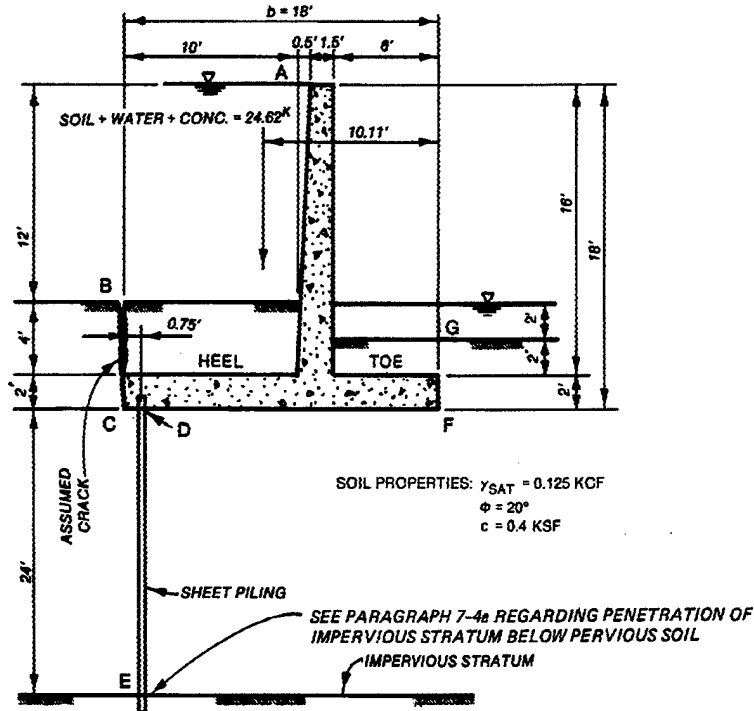 b = 18'
10'
0.5'
1.5'
6'
A
SOIL + WATER + CONC. = 24.62K
10.11'
12'
16'
18'
B
0.75'
G
2'
4'
HEEL
TOE
2
2'
2'
C
D
F
ASSUMED
CRACK
SOIL PROPERTIES: γSAT = 0.125 KCF
Φ = 20°
c = 0.4 KSF
24'
SHEET PILING
SEE PARAGRAPH 7-4a REGARDING PENETRATION OF
IMPERVIOUS STRATUM BELOW PERVIOUS SOIL
IMPERVIOUS STRATUM
E